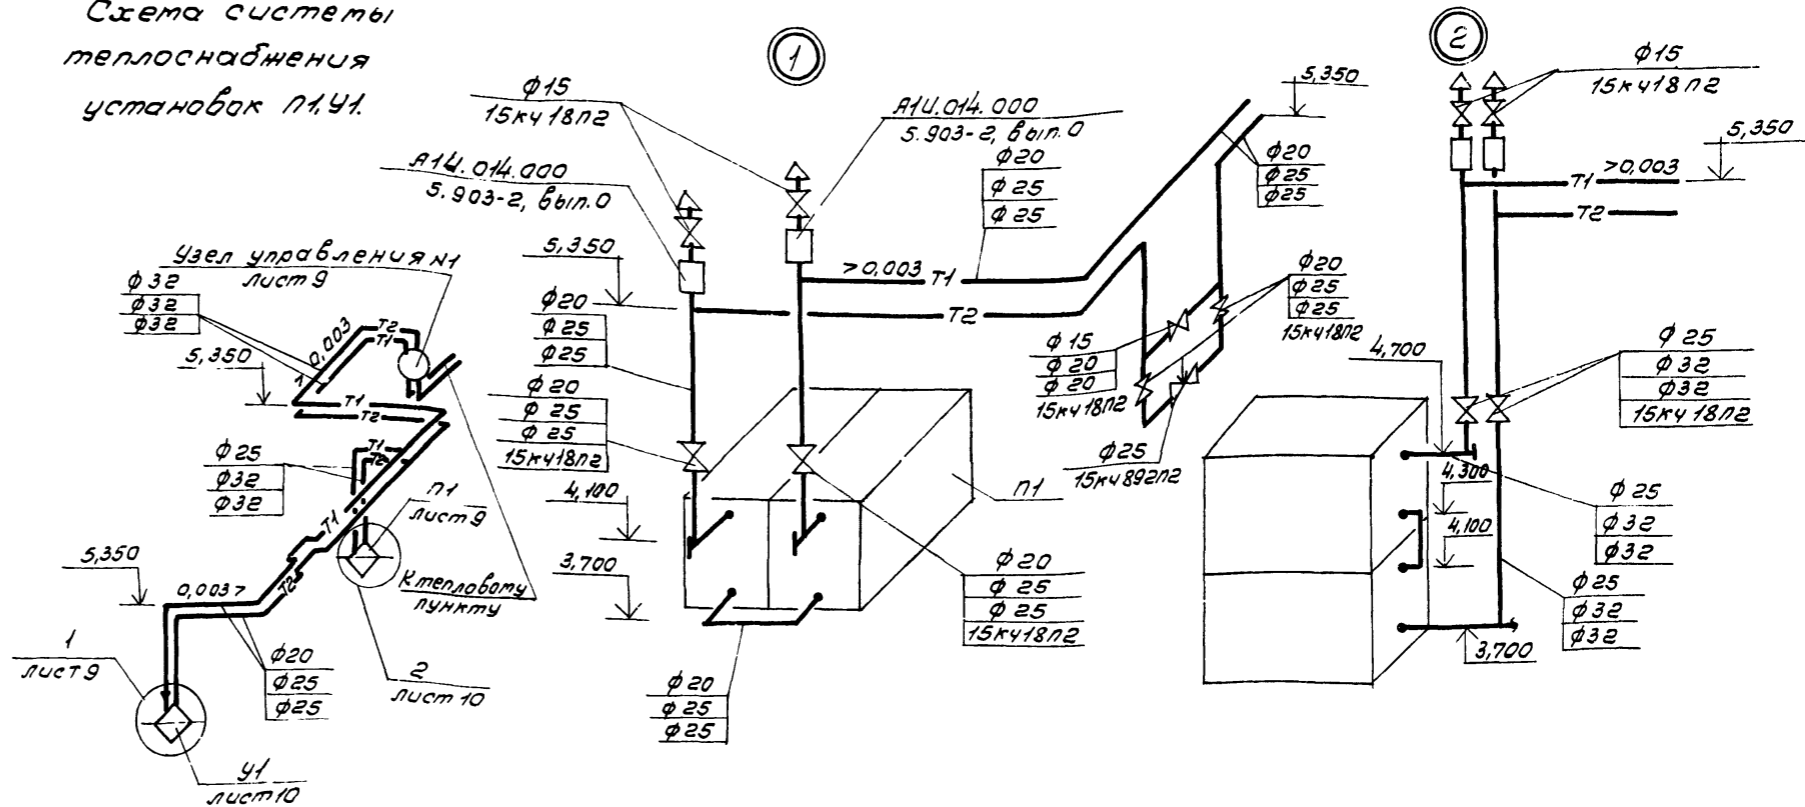 Схема системы
теплоснабжения
установок П1, У1.
1
2
ф15
15кч18п2
А1И.014.000
5.903-2, вып.0
А1И.014.000
5.903-2, вып.0
ф20
ф25
ф25
5,350
ф20
ф25
ф25
ф15
15кч18п2
5,350
Т1
>0,003
Т2
Узел управления N1
лист 9
ф32
ф32
ф32
0,003
Т2
Т1
5,350
Т1
Т2
ф25
ф32
ф32
Т1
Т2
П1
лист 9
Т1
Т2
5,350
0,003>
К тепловому
пункту
1
лист 9
ф20
ф25
ф25
2
лист 10
У1
лист 10
5,350
>0,003
Т1
Т2
ф20
ф25
ф25
ф20
ф25
ф25
15кч18п2
4,100
3,700
ф20
ф25
ф25
ф20
ф25
ф25
15кч18п2
П1
ф15
ф20
ф20
15кч18п2
ф20
ф25
ф25
15кч18п2
ф25
15кч892п2
4,700
4,300
4,100
3,700
ф25
ф32
ф32
15кч18п2
ф25
ф32
ф32
ф25
ф32
ф32